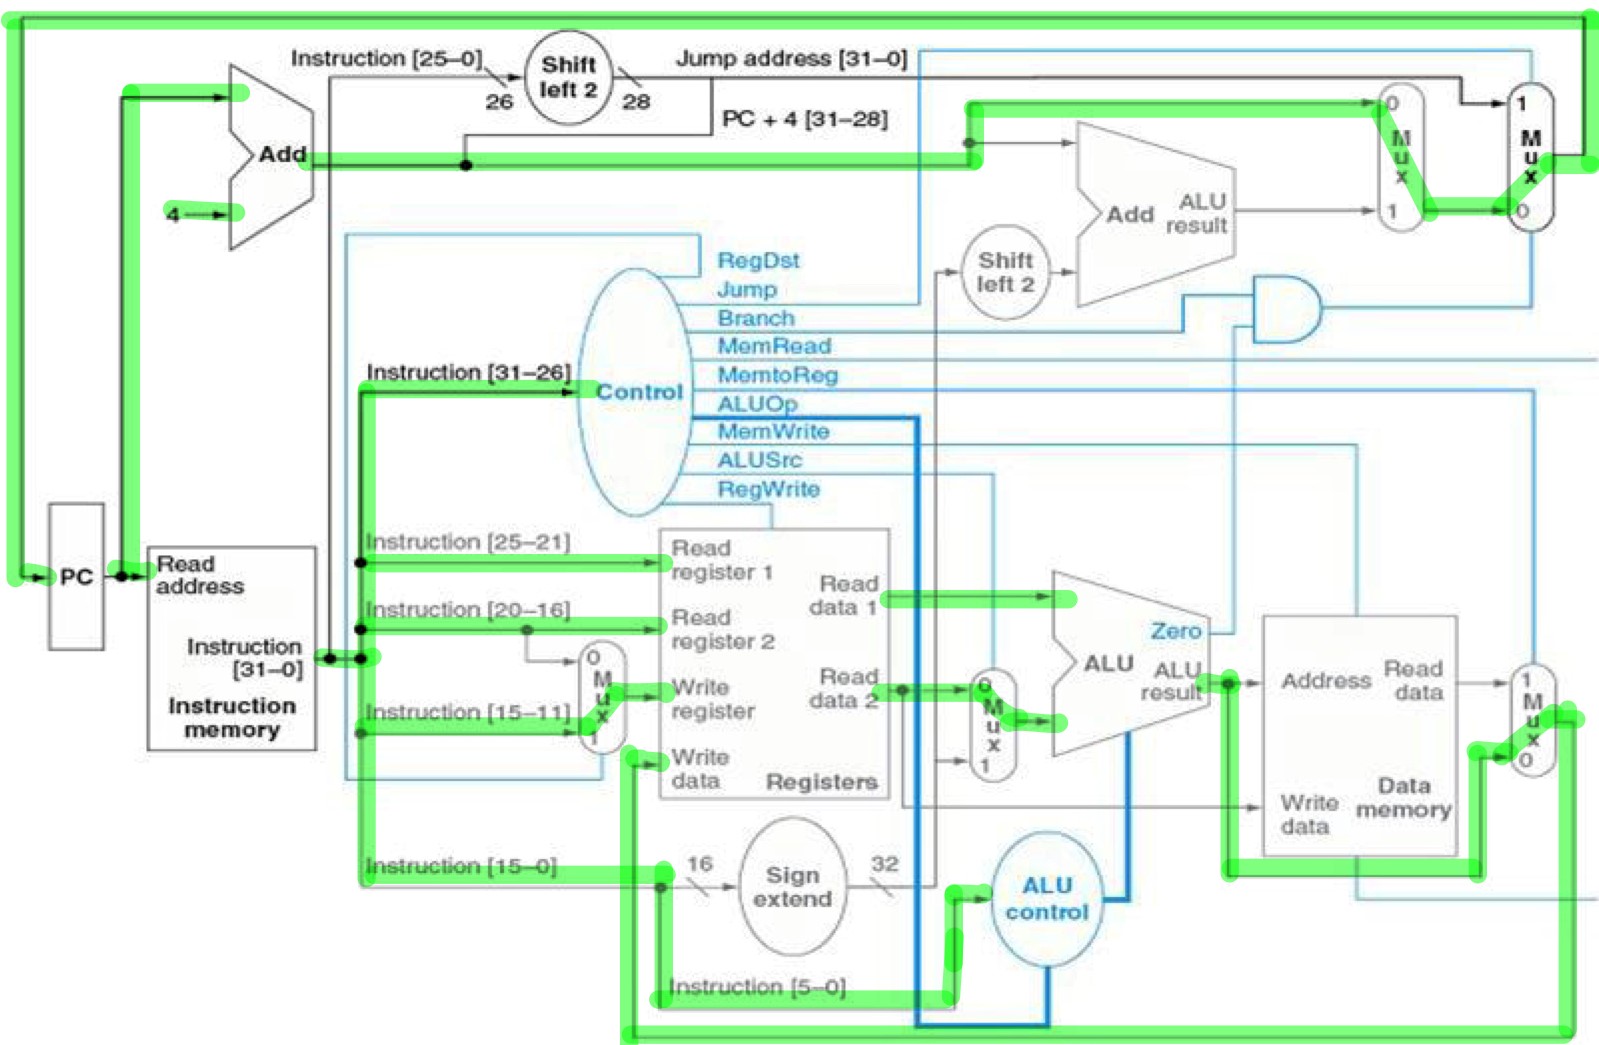 Instruction [25–0]
Shift
left 2
Jump address [31–0]
26
28
PC + 4 [31–28]
Add
4
0
M
u
x
1
1
M
u
x
0
Add
ALU
result
Shift
left 2
RegDst
Jump
Branch
MemRead
MemtoReg
ALUOp
MemWrite
ALUSrc
RegWrite
Control
Instruction [31–26]
PC
Read
address
Instruction
[31–0]
Instruction
memory
Instruction [25–21]
Instruction [20–16]
Instruction [15–11]
0
M
u
x
1
Read
register 1
Read
register 2
Write
register
Write
data
Registers
Read
data 1
Read
data 2
0
M
u
x
1
Zero
ALU
ALU
result
Address
Read
data
Write
data
Data
memory
1
M
u
x
0
Instruction [15–0]
16
Sign
extend
32
ALU
control
Instruction [5–0]